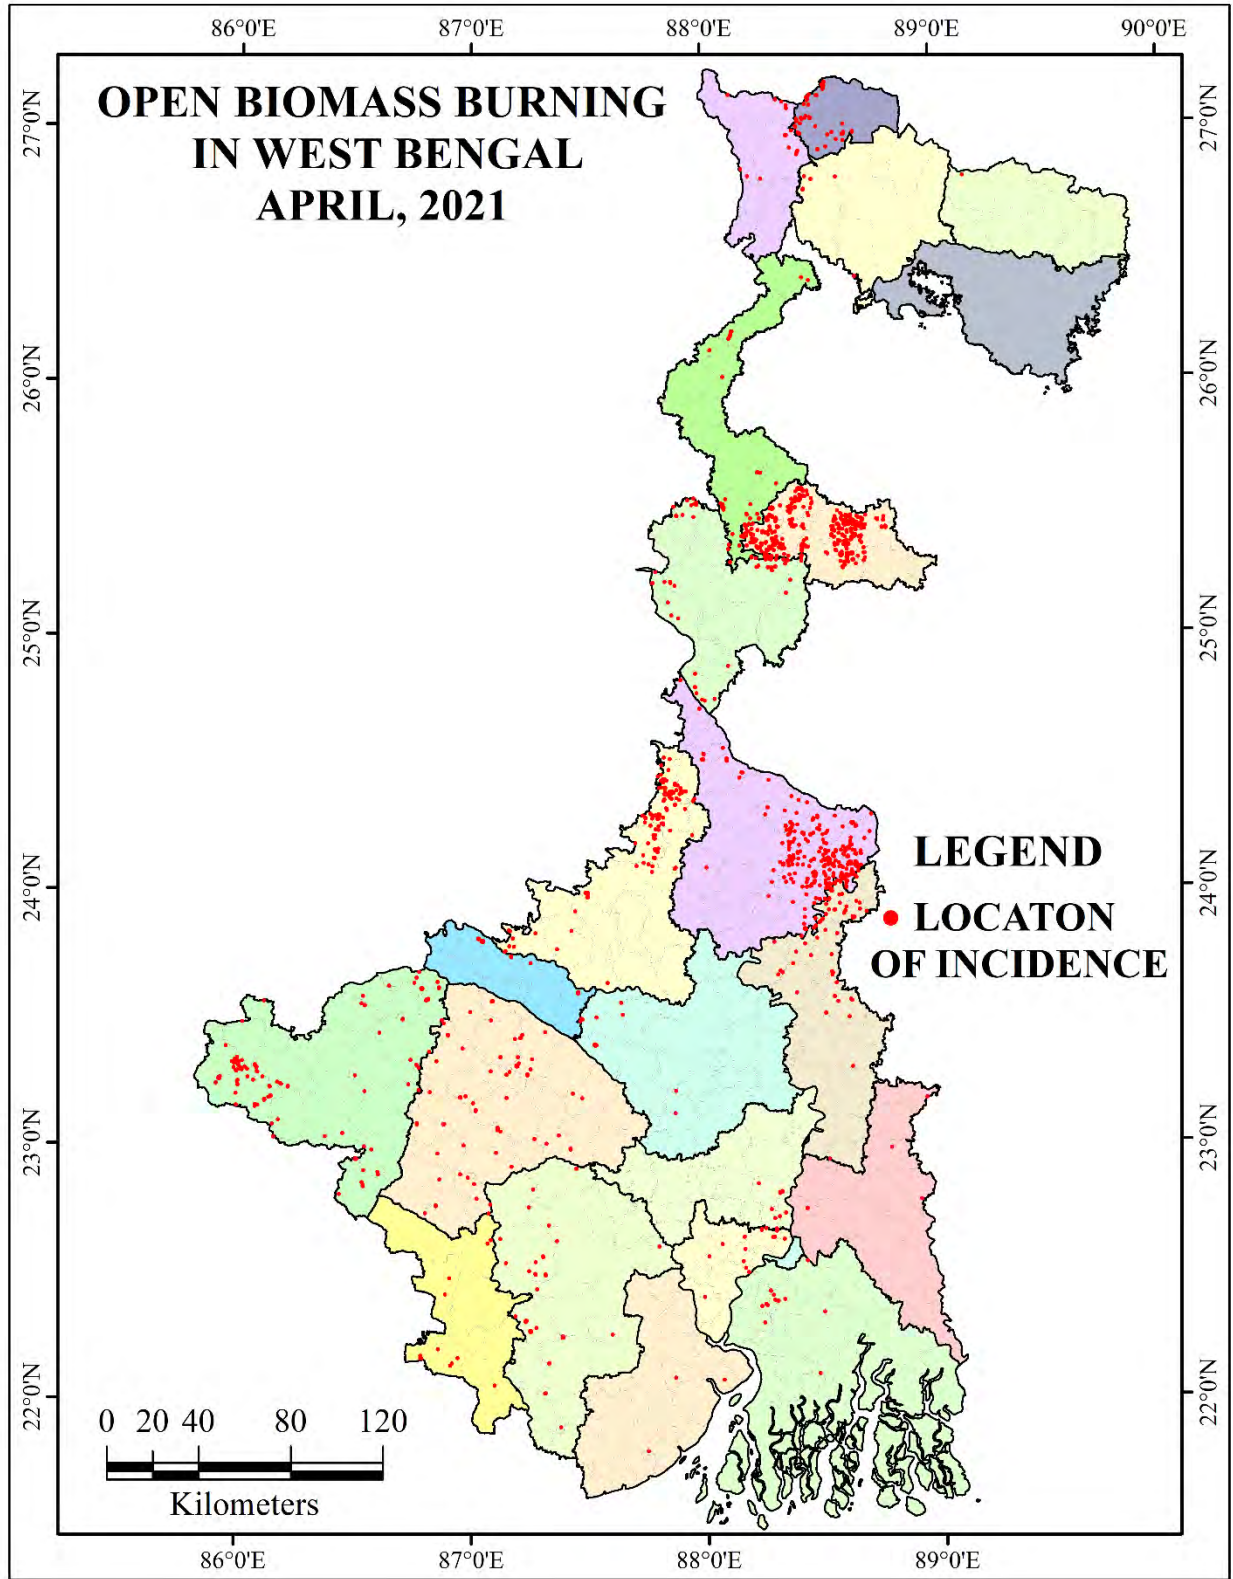 86°0'E 87°0'E 88°0'E 89°0'E 90°0'E
OPEN BIOMASS BURNING
IN WEST BENGAL
APRIL, 2021
27°0'N 27°0'N
26°0'N 26°0'N
25°0'N 25°0'N
LEGEND
24°0'N 24°0'N
LOCATON
OF INCIDENCE
23°0'N 23°0'N
22°0'N 22°0'N
0 20 40 80 120
Kilometers
86°0'E 87°0'E 88°0'E 89°0'E